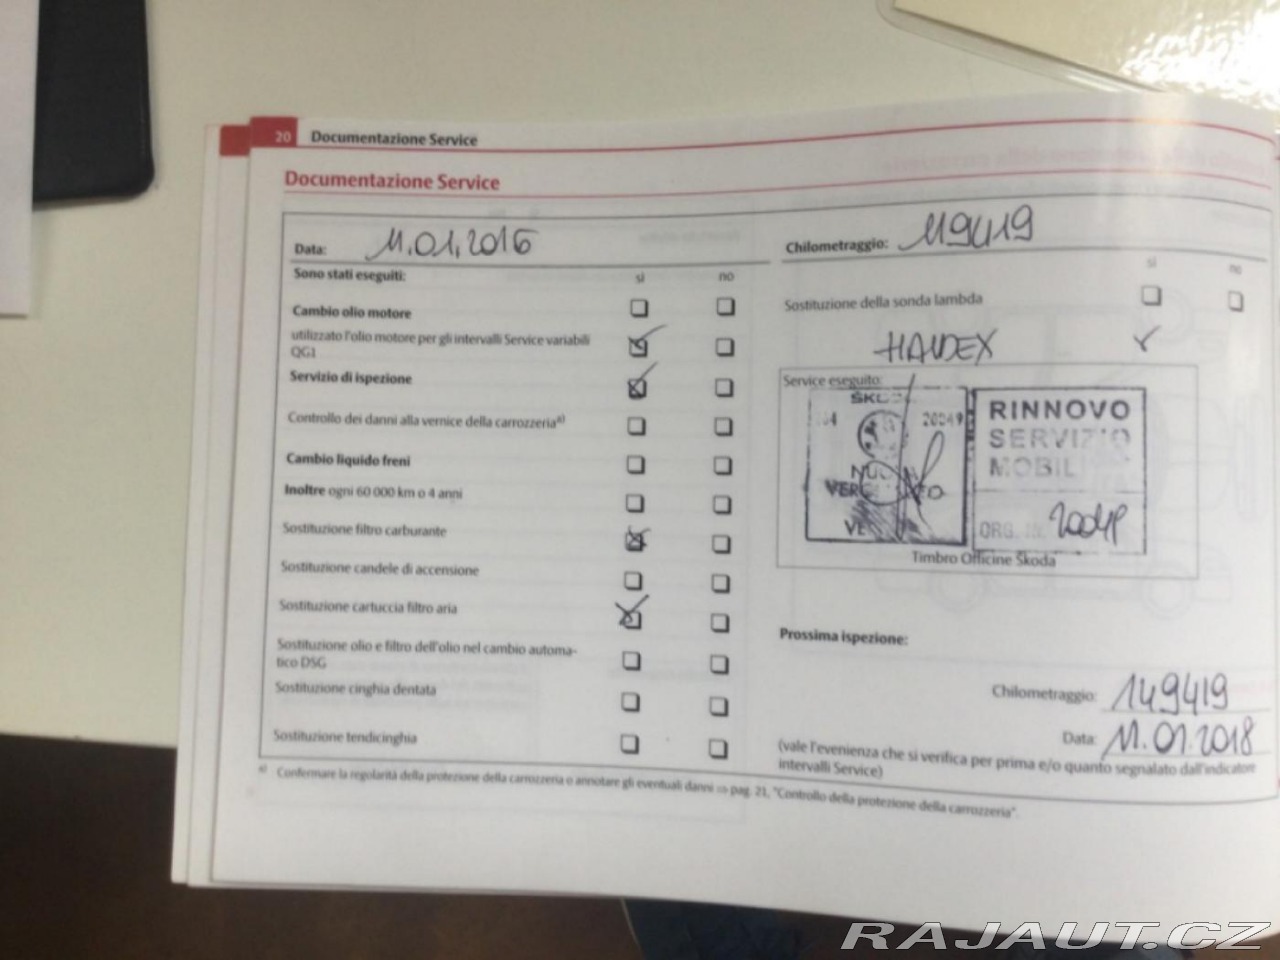 20 Documentazione Service
Documentazione Service
Data: 11.01.2016
Chilometraggio: 119419
Sono stati eseguiti: sì no
sì no
Cambio olio motore
Sostituzione della sonda lambda
utilizzato l'olio motore per gli intervalli Service variabili
QG1
HALDEX
Servizio di ispezione
Controllo dei danni alla vernice della carrozzeria a)
Cambio liquido freni
Inoltre ogni 60 000 km o 4 anni
Sostituzione filtro carburante
Sostituzione candele di accensione
Sostituzione cartuccia filtro aria
Sostituzione olio e filtro dell'olio nel cambio automa-
tico DSG
Sostituzione cinghia dentata
Sostituzione tendicinghia
Service eseguito:
RINNOVO
SERVIZIO
MOBIL
ORG. IN.
Timbro Officine Škoda
Prossima ispezione:
Chilometraggio: 149419
Data: 11.01.2018
(vale l'evenienza che si verifica per prima e/o quanto segnalato dall'indicatore
intervalli Service)
a) Confermare la regolarità della protezione della carrozzeria o annotare gli eventuali danni ⇒ pag. 21, "Controllo della protezione della carrozzeria".
RAJAUT.CZ